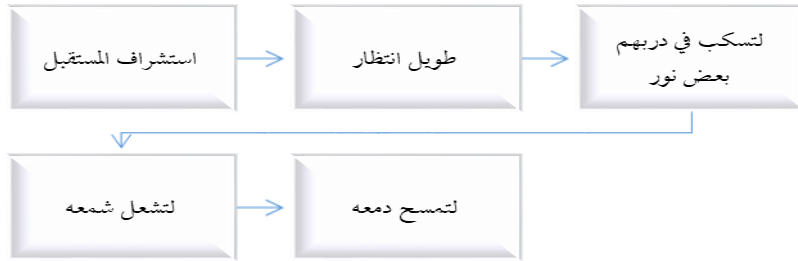 استشراف المستقبل
طويل انتظار
لتسكب في دربهم
بعض نور
لتشعل شمعه
لتمسح دمعه